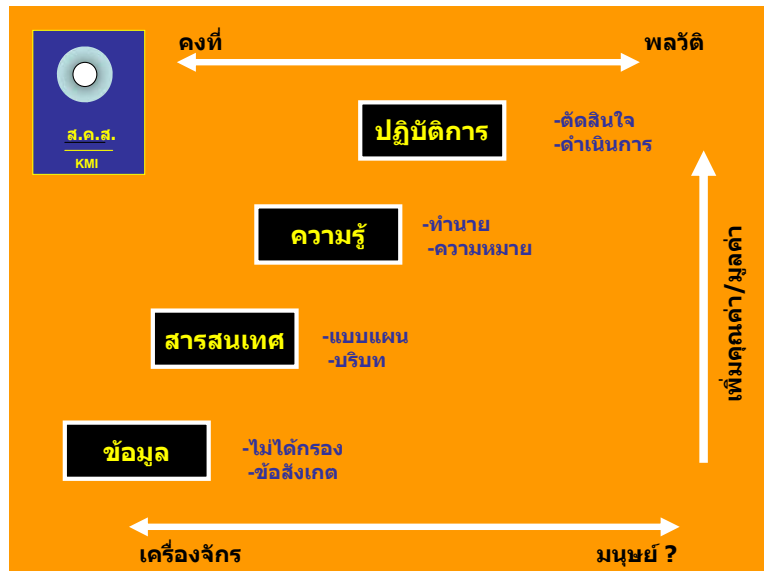 คงที่ พลวัติ
ส.ค.ส.
KMI
ปฏิบัติการ
-ตัดสินใจ
-ดำเนินการ
ความรู้
-ทำนาย
-ความหมาย
สารสนเทศ
-แบบแผน
-บริบท
ข้อมูล
-ไม่ได้กรอง
-ข้อสังเกต
เพิ่มคุณค่า/มูลค่า
เครื่องจักร มนุษย์ ?